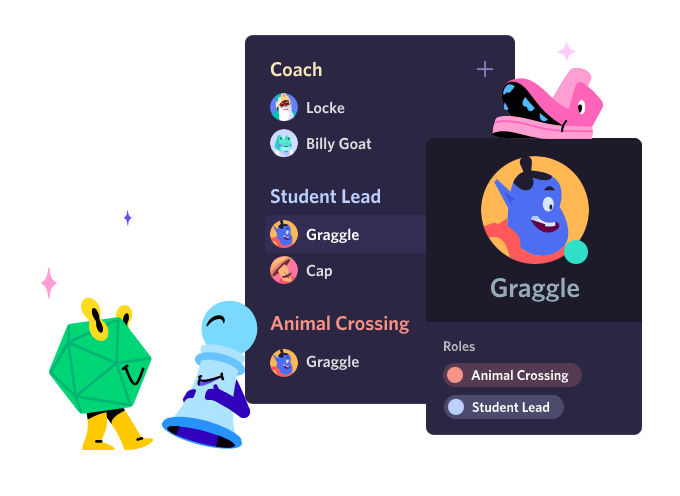 Coach
Locke
Billy Goat
Student Lead
Graggle
Cap
Animal Crossing
Graggle
Graggle
Roles
Animal Crossing
Student Lead